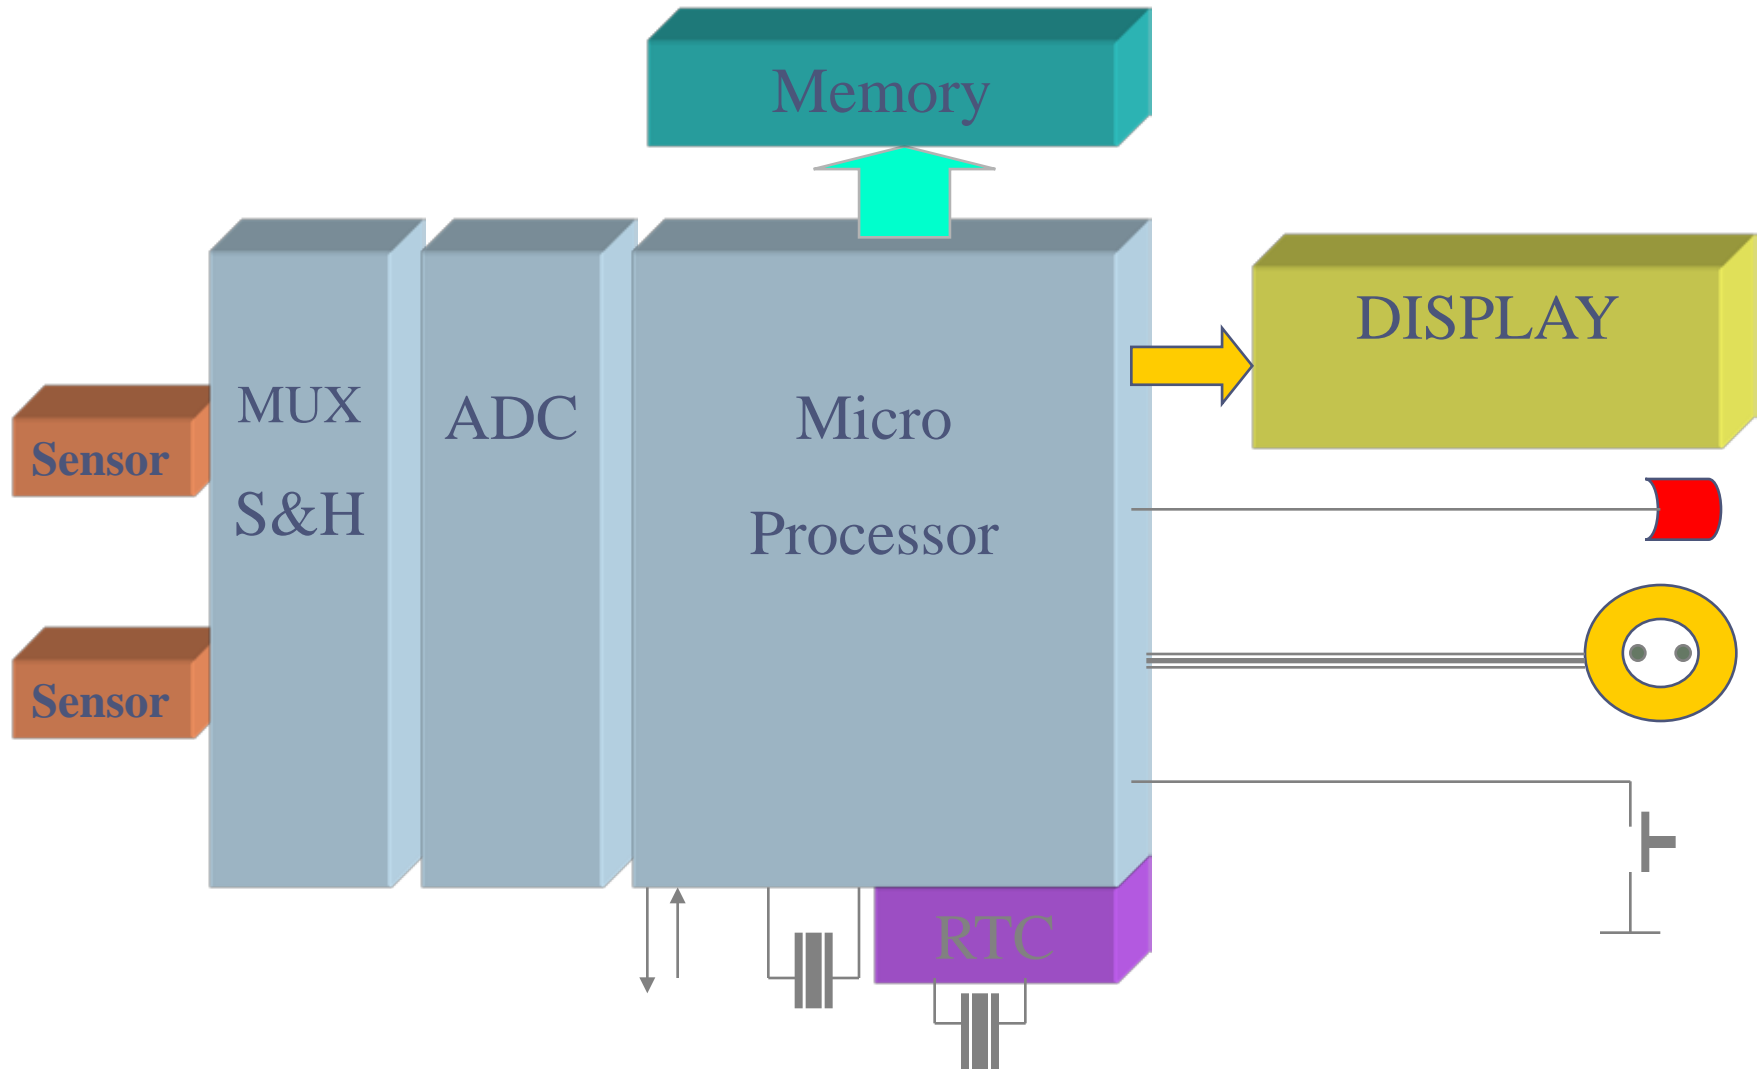 Memory
DISPLAY
MUX
S&H
ADC
Micro
Processor
Sensor
Sensor
RTC